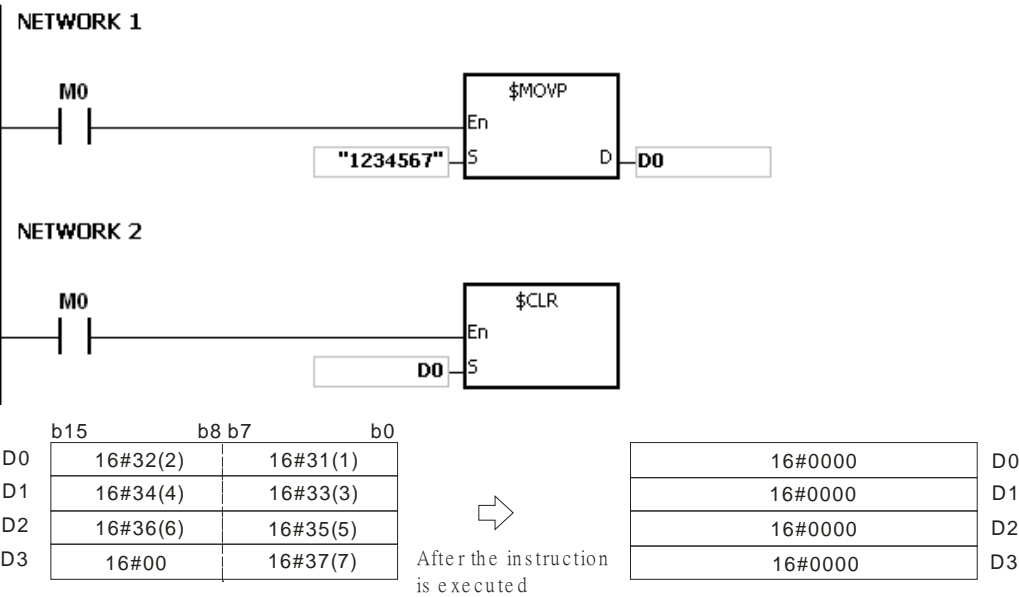 NETWORK 1
M0
$MOVP
En
"1234567" S D D0
NETWORK 2
M0
$CLR
En
D0 S
b15 b8 b7 b0
D0 16#32(2) 16#31(1) 16#0000 D0
D1 16#34(4) 16#33(3) 16#0000 D1
D2 16#36(6) 16#35(5) 16#0000 D2
D3 16#00 16#37(7) 16#0000 D3
After the instruction
is executed